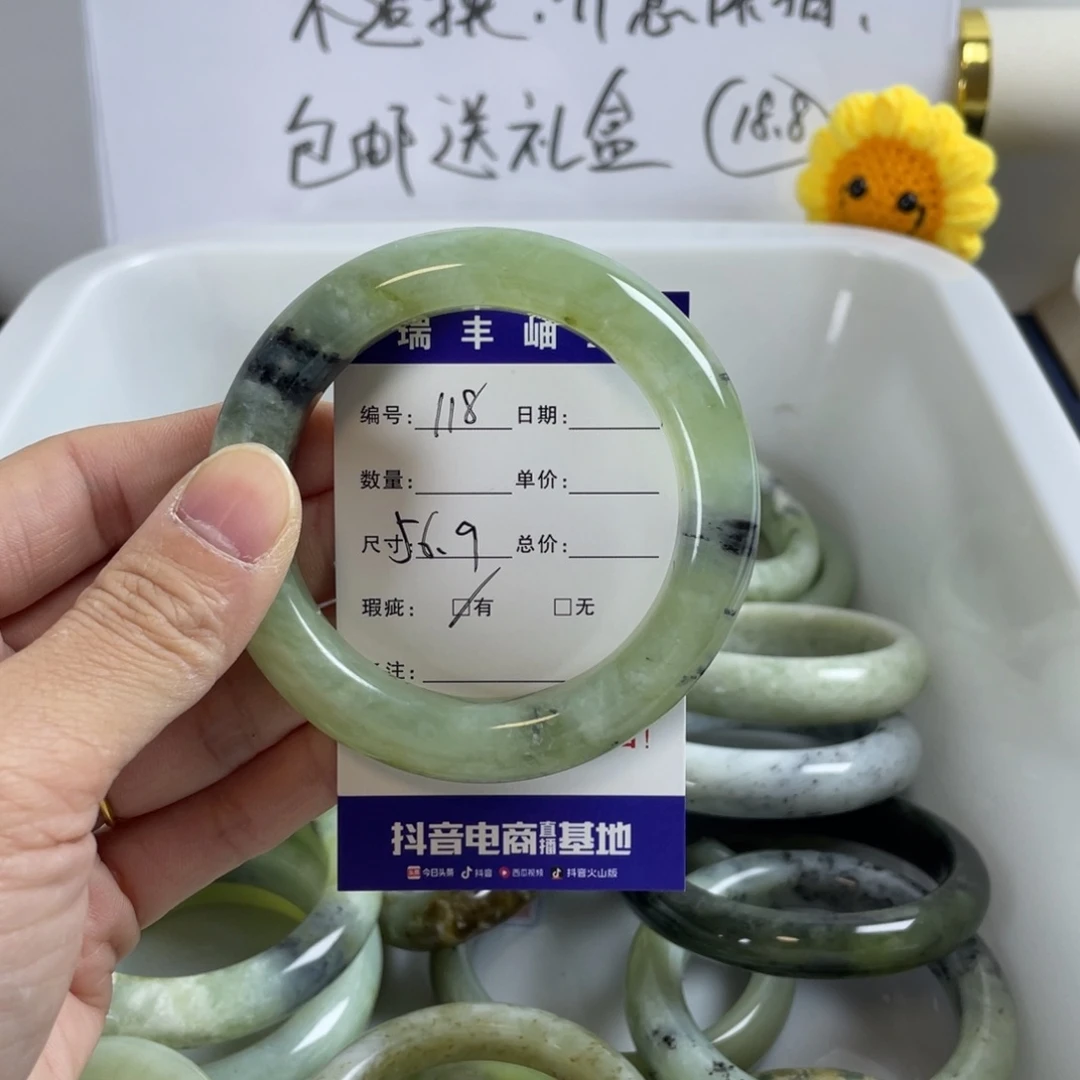 包邮送礼盒 (18.8)
瑞丰岫
编号: 118 日期:
数量: 单价:
尺寸: 56.9 总价:
瑕疵: 有 无
注:
抖音电商直播基地
今日头条 抖音 西瓜视频 抖音火山版